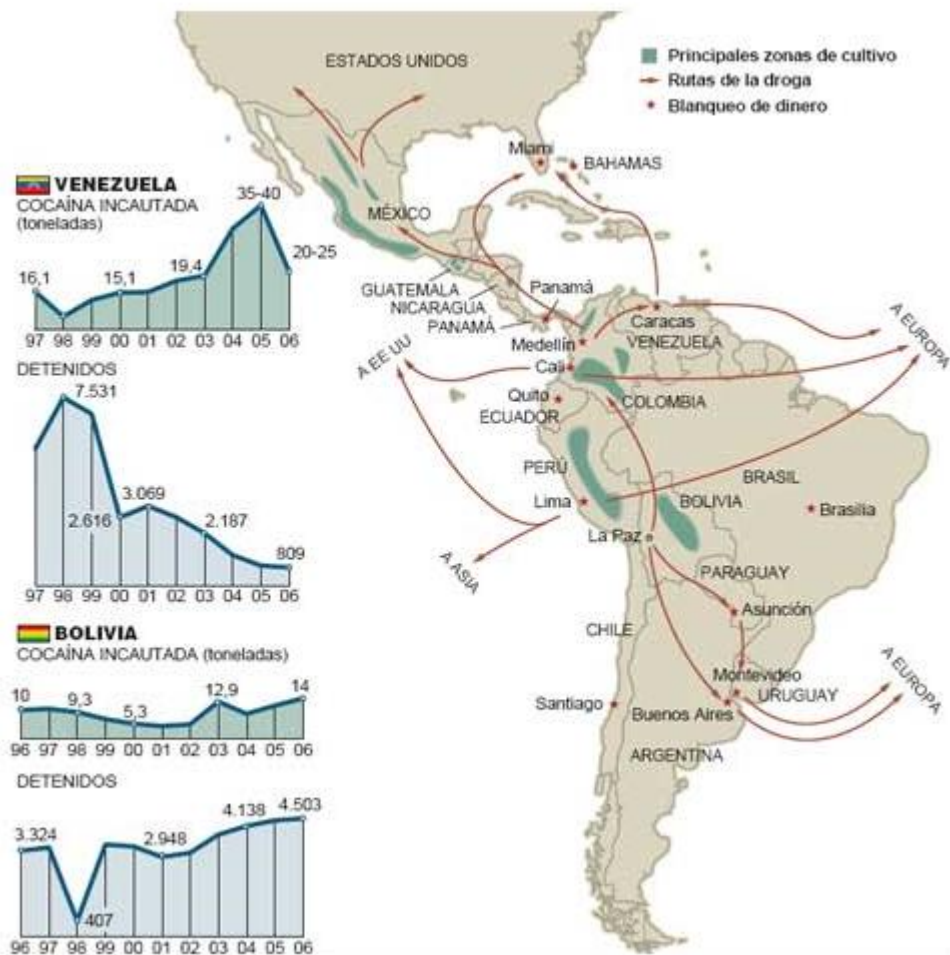 ESTADOS UNIDOS
Principales zonas de cultivo
Rutas de la droga
Blanqueo de dinero
Miami
BAHAMAS
MÉXICO
GUATEMALA
NICARAGUA
PANAMÁ
Panamá
Caracas
VENEZUELA
Medellín
Cali
A EE UU
A EUROPA
Quito
ECUADOR
COLOMBIA
PERÚ
BRASIL
Lima
BOLIVIA
Brasilia
La Paz
A ASIA
PARAGUAY
Asunción
CHILE
Montevideo
URUGUAY
A EUROPA
Santiago
Buenos Aires
ARGENTINA
VENEZUELA
COCAÍNA INCAUTADA
(toneladas)
35-40
20-25
16,1
15,1
19,4
97 98 99 00 01 02 03 04 05 06
DETENIDOS
7.531
3.069
2.616
2.187
809
97 98 99 00 01 02 03 04 05 06
BOLIVIA
COCAÍNA INCAUTADA (toneladas)
10
9,3
5,3
12,9
14
96 97 98 99 00 01 02 03 04 05 06
DETENIDOS
3.324
407
2.948
4.138
4.503
96 97 98 99 00 01 02 03 04 05 06